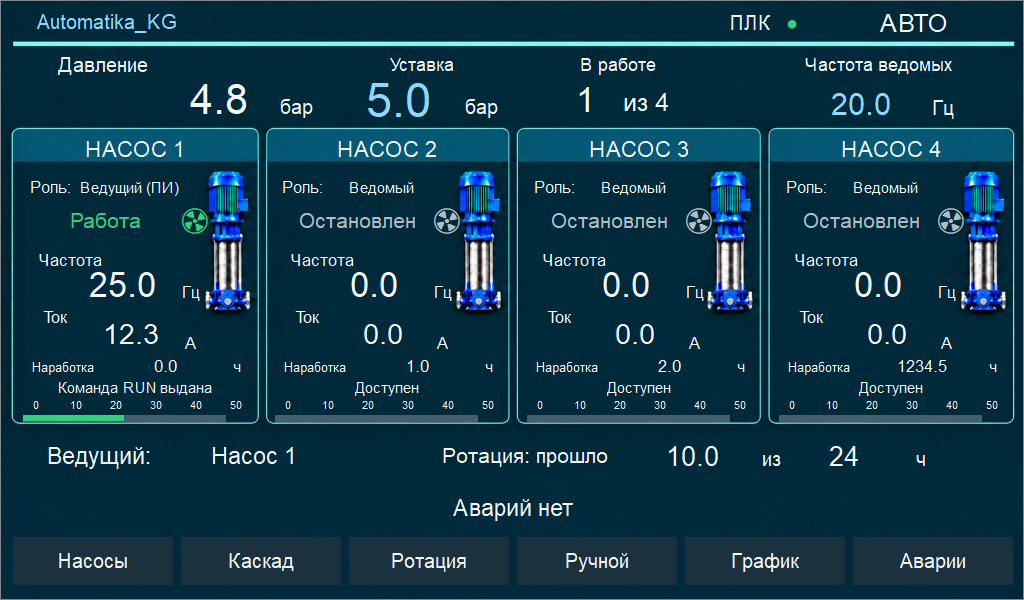 Automatika_KG ПЛК АВТО
Давление Уставка В работе Частота ведомых
4.8 бар 5.0 бар 1 из 4 20.0 Гц
НАСОС 1 НАСОС 2 НАСОС 3 НАСОС 4
Роль: Ведущий (ПИ) Роль: Ведомый Роль: Ведомый Роль: Ведомый
Работа Остановлен Остановлен Остановлен
Частота Частота Частота Частота
25.0 Гц 0.0 Гц 0.0 Гц 0.0 Гц
Ток Ток Ток Ток
12.3 А 0.0 А 0.0 А 0.0 А
Наработка 0.0 ч Наработка 1.0 ч Наработка 2.0 ч Наработка 1234.5 ч
Команда RUN выдана Доступен Доступен Доступен
0 10 20 30 40 50 0 10 20 30 40 50 0 10 20 30 40 50 0 10 20 30 40 50
Ведущий: Насос 1 Ротация: прошло 10.0 из 24 ч
Аварий нет
Насосы Каскад Ротация Ручной График Аварии